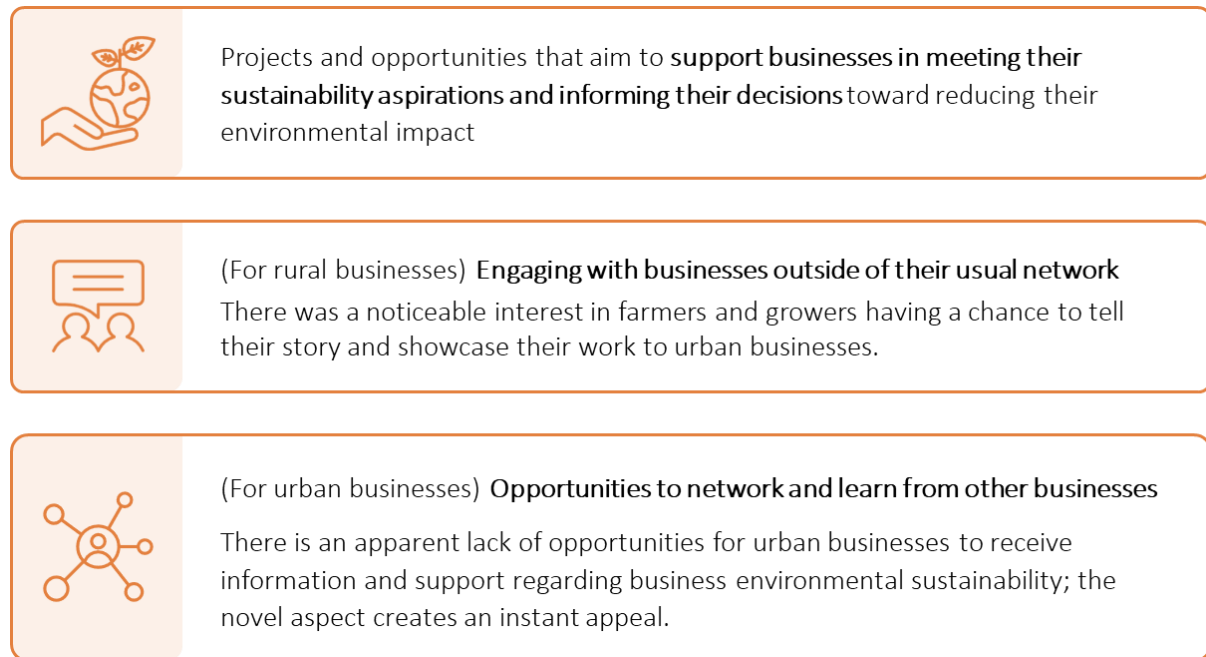 Projects and opportunities that aim to support businesses in meeting their
sustainability aspirations and informing their decisions toward reducing their
environmental impact
(For rural businesses) Engaging with businesses outside of their usual network
There was a noticeable interest in farmers and growers having a chance to tell
their story and showcase their work to urban businesses.
(For urban businesses) Opportunities to network and learn from other businesses
There is an apparent lack of opportunities for urban businesses to receive
information and support regarding business environmental sustainability; the
novel aspect creates an instant appeal.